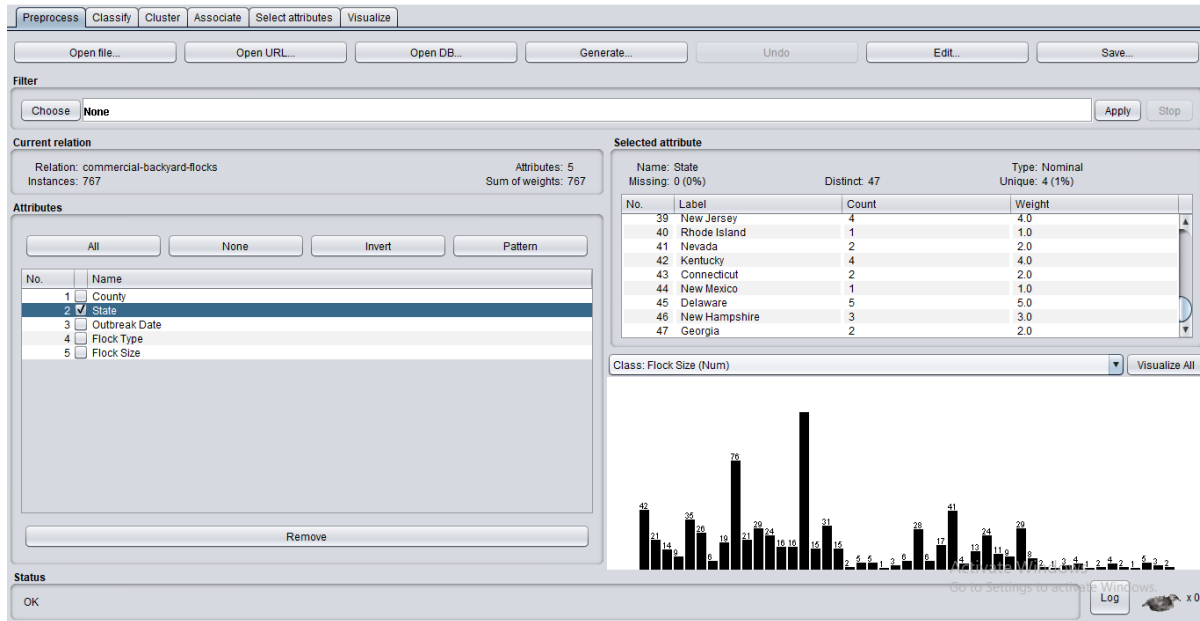 Preprocess Classify Cluster Associate Select attributes Visualize
Open file... Open URL... Open DB... Generate... Undo Edit... Save...
Filter
Choose None Apply Stop
Current relation
Relation: commercial-backyard-flocks Attributes: 5
Instances: 767 Sum of weights: 767
Attributes
All None Invert Pattern
No. Name
1 County
2 State
3 Outbreak Date
4 Flock Type
5 Flock Size
Remove
Selected attribute
Name: State Type: Nominal
Missing: 0 (0%) Distinct: 47 Unique: 4 (1%)
No. Label Count Weight
39 New Jersey 4 4.0
40 Rhode Island 1 1.0
41 Nevada 2 2.0
42 Kentucky 4 4.0
43 Connecticut 2 2.0
44 New Mexico 1 1.0
45 Delaware 5 5.0
46 New Hampshire 3 3.0
47 Georgia 2 2.0
Class: Flock Size (Num) Visualize All
42 21 14 9 35 26 6 19 76 21 29 24 16 16 15 31 15 2 5 5 1 3 6 28 6 17 41 4 13 24 11 9 29 8 2 1 3 4 1 2 4 2 1 5 3 2
Activate Windows
Go to Settings to activate Windows.
Status
OK
Log x 0